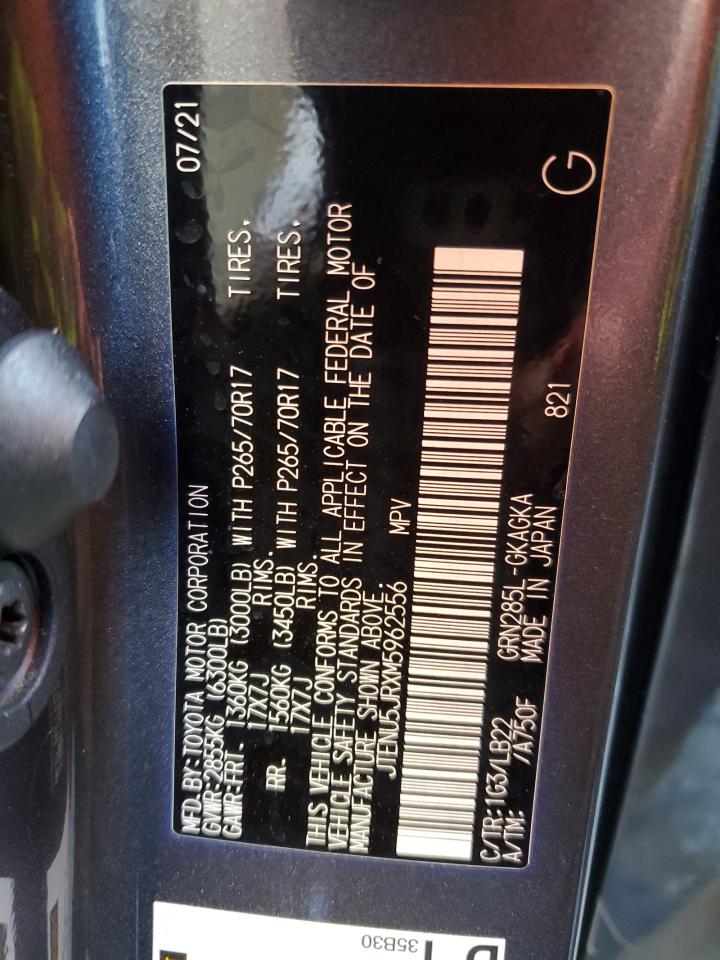 MFD.BY:TOYOTA MOTOR CORPORATION 07/21
GVWR-2855KG (6300LB)
GAWR:FRT. 1360KG (3000LB) WITH P265/70R17 TIRES,
17X7J RIMS.
RR. 1560KG (3450LB) WITH P265/70R17 TIRES,
17X7J RIMS.
THIS VEHICLE CONFORMS TO ALL APPLICABLE FEDERAL MOTOR
VEHICLE SAFETY STANDARDS IN EFFECT ON THE DATE OF
MANUFACTURE SHOWN ABOVE.
JTENU5JRXM5962556 MPV
C/TR:1G3/LB22 GRN285L-GKAGKA
A/TM: /A750F MADE IN JAPAN
821
G
35B30